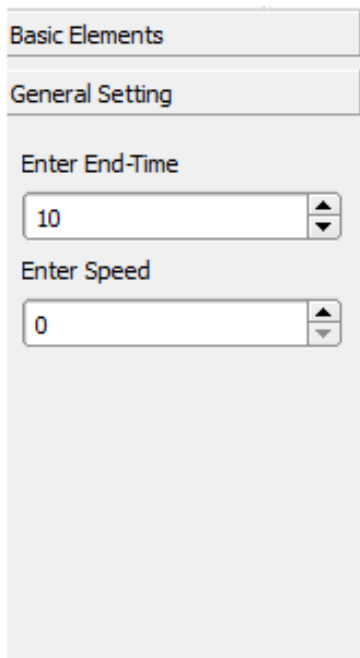 Basic Elements
General Setting
Enter End-Time
10
Enter Speed
0